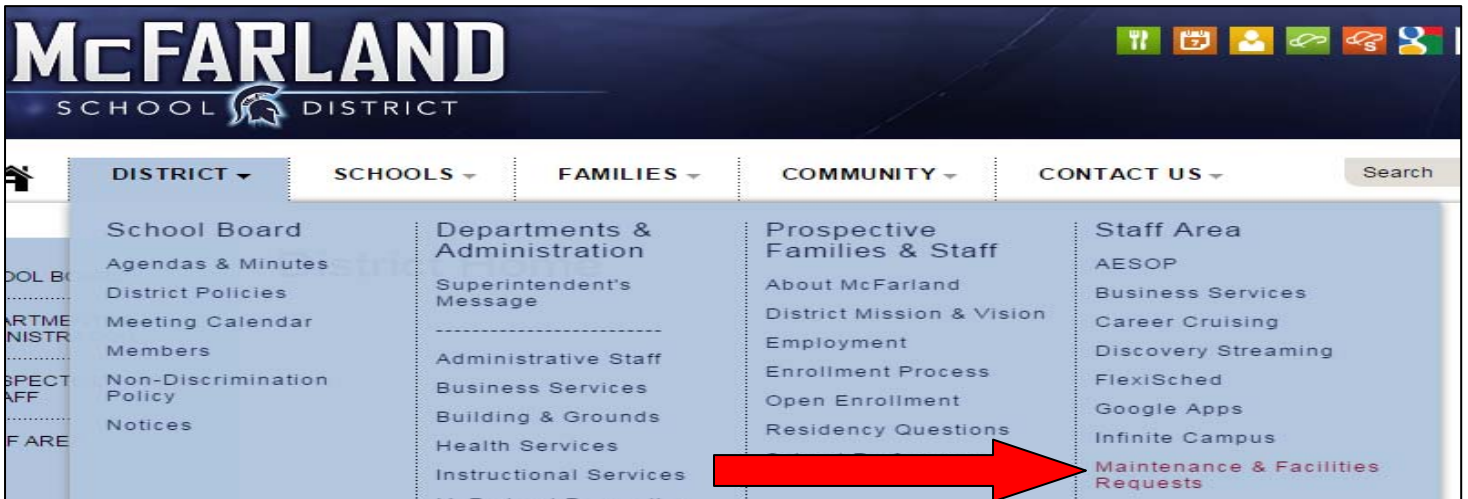 McFARLAND
SCHOOL DISTRICT
7
S
DISTRICT
SCHOOLS
FAMILIES
COMMUNITY
CONTACT US
Search
School Board
Agendas & Minutes
District Policies
Meeting Calendar
Members
Non-Discrimination
Policy
Notices
Departments &
Administration
Superintendent's
Message
------------------------
Administrative Staff
Business Services
Building & Grounds
Health Services
Instructional Services
Prospective
Families & Staff
About McFarland
District Mission & Vision
Employment
Enrollment Process
Open Enrollment
Residency Questions
Staff Area
AESOP
Business Services
Career Cruising
Discovery Streaming
FlexiSched
Google Apps
Infinite Campus
Maintenance & Facilities
Requests
District Home